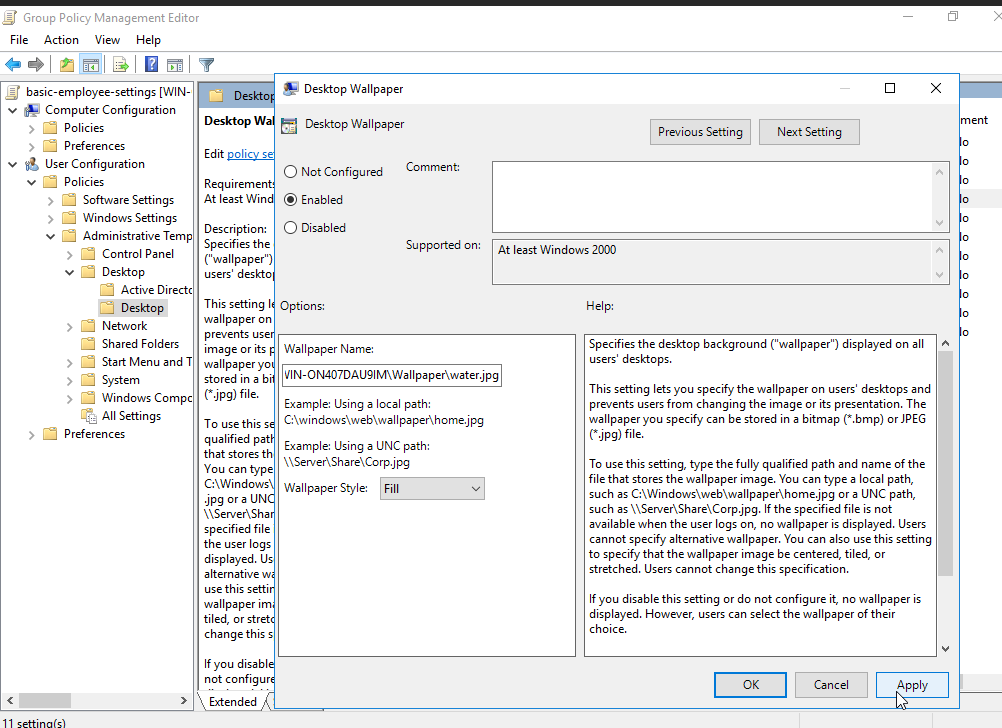 Group Policy Management Editor
File Action View Help
basic-employee-settings [WIN-
Computer Configuration
Policies
Preferences
User Configuration
Policies
Software Settings
Windows Settings
Administrative Temp
Control Panel
Desktop
Active Directo
Desktop
Network
Shared Folders
Start Menu and T
System
Windows Compo
All Settings
Preferences
Desktop
Desktop Wal
Edit policy se
Requirements
At least Wind
Description:
Specifies the
("wallpaper")
users' desktop
This setting le
wallpaper on
prevents user
image or its p
wallpaper you
stored in a bit
(*.jpg) file.
To use this se
qualified path
that stores the
You can type
C:\Windows\
.jpg or a UNC
\\Server\Shar
specified file
the user logs
displayed. Us
alternative wa
use this settin
wallpaper ima
tiled, or stretc
change this s
If you disable
not configure
Extended
ment
lo
lo
lo
lo
lo
lo
lo
lo
lo
lo
lo
Desktop Wallpaper
Desktop Wallpaper
Previous Setting
Next Setting
Not Configured
Enabled
Disabled
Comment:
Supported on:
At least Windows 2000
Options:
Help:
Wallpaper Name:
WIN-ON407DAU9IM\Wallpaper\water.jpg
Example: Using a local path:
C:\windows\web\wallpaper\home.jpg
Example: Using a UNC path:
\\Server\Share\Corp.jpg
Wallpaper Style: Fill
Specifies the desktop background ("wallpaper") displayed on all
users' desktops.
This setting lets you specify the wallpaper on users' desktops and
prevents users from changing the image or its presentation. The
wallpaper you specify can be stored in a bitmap (*.bmp) or JPEG
(*.jpg) file.
To use this setting, type the fully qualified path and name of the
file that stores the wallpaper image. You can type a local path,
such as C:\Windows\web\wallpaper\home.jpg or a UNC path,
such as \\Server\Share\Corp.jpg. If the specified file is not
available when the user logs on, no wallpaper is displayed. Users
cannot specify alternative wallpaper. You can also use this setting
to specify that the wallpaper image be centered, tiled, or
stretched. Users cannot change this specification.
If you disable this setting or do not configure it, no wallpaper is
displayed. However, users can select the wallpaper of their
choice.
OK
Cancel
Apply
11 setting(s)